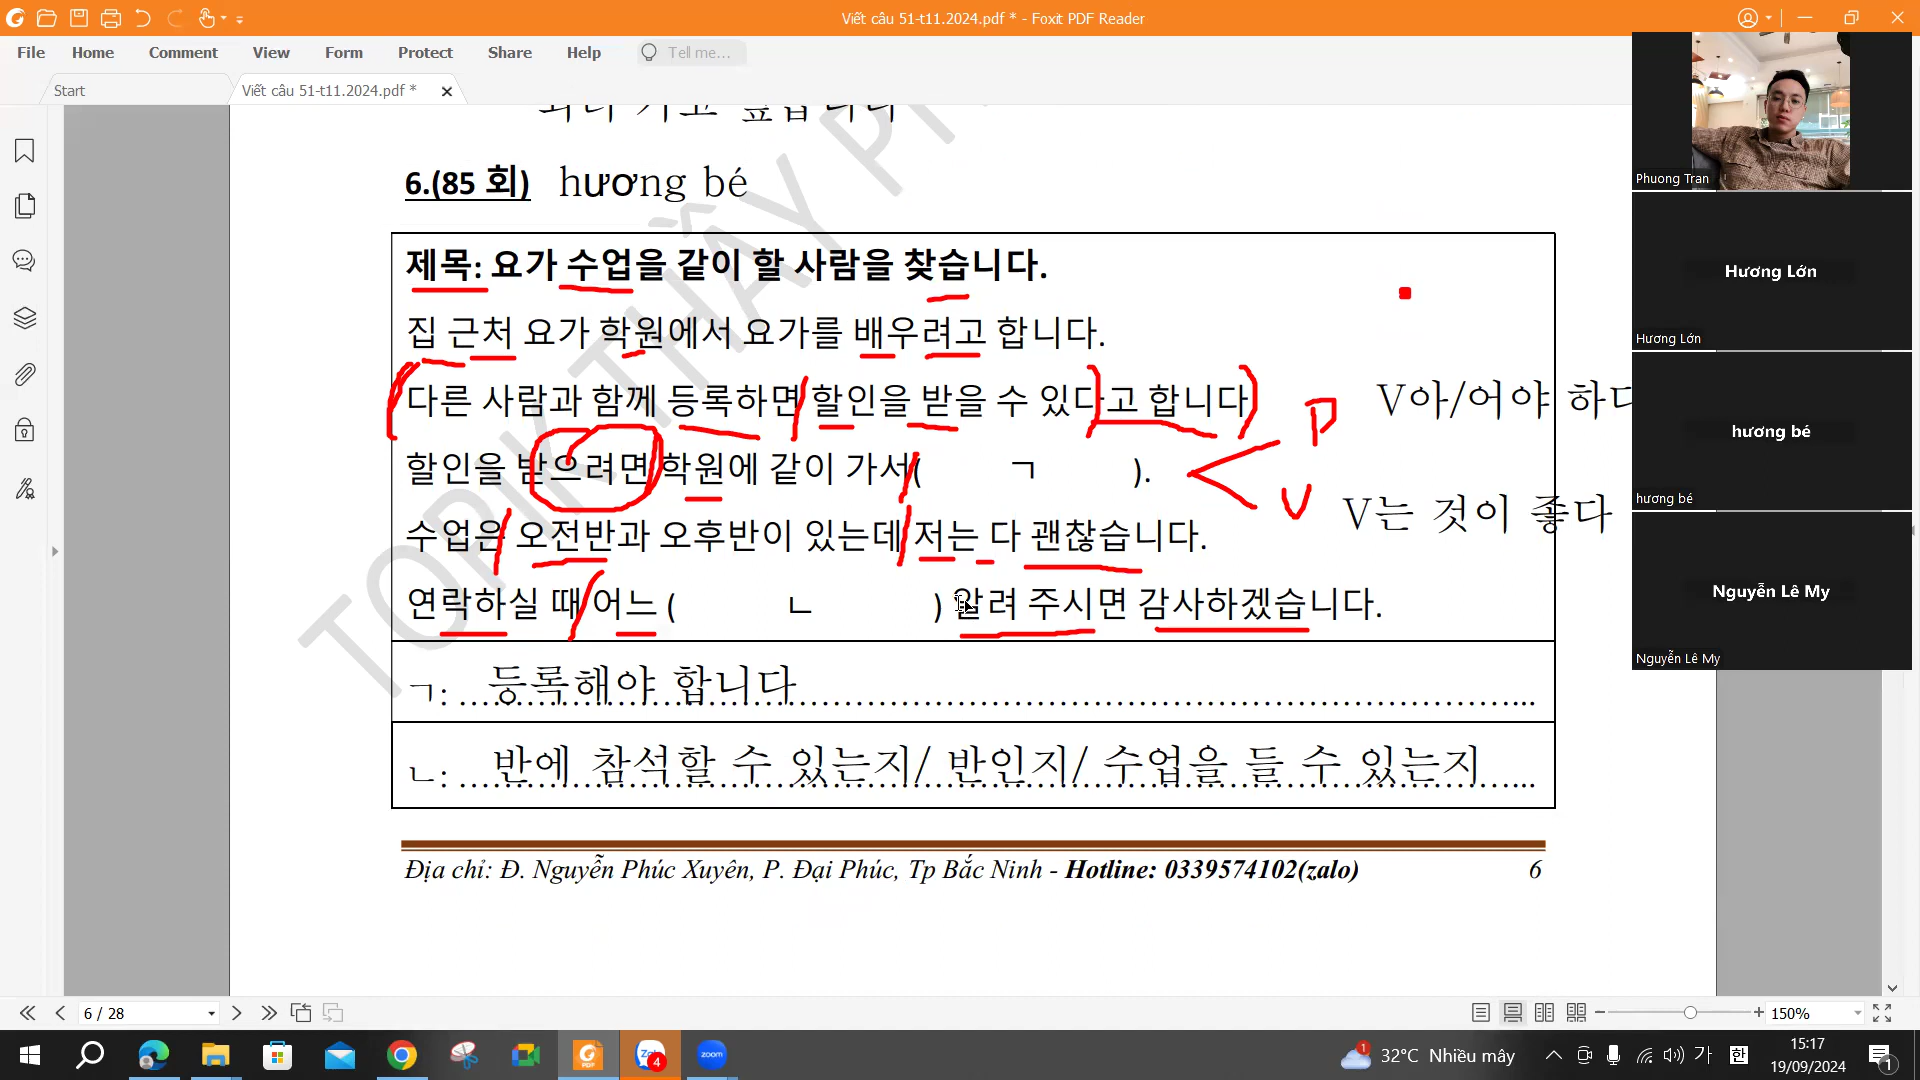 Viết câu 51-t11.2024.pdf * - Foxit PDF Reader
File Home Comment View Form Protect Share Help Tell me...
Start Viết câu 51-t11.2024.pdf *
6.(85 회) hương bé
제목: 요가 수업을 같이 할 사람을 찾습니다.
집 근처 요가 학원에서 요가를 배우려고 합니다.
다른 사람과 함께 등록하면 할인을 받을 수 있다고 합니다
V아/어야 하다
할인을 받으려면 학원에 같이 가서( ㄱ ).
V는 것이 좋다
수업은 오전반과 오후반이 있는데 저는 다 괜찮습니다.
연락하실 때 어느 ( ㄴ ) 알려 주시면 감사하겠습니다.
ㄱ: 등록해야 합니다
ㄴ: 반에 참석할 수 있는지/ 반인지/ 수업을 들 수 있는지
Địa chỉ: Đ. Nguyễn Phúc Xuyên, P. Đại Phúc, Tp Bắc Ninh - Hotline: 0339574102(zalo) 6
TOPIK THẦY
Phuong Tran
Hương Lớn
Hương Lớn
hương bé
hương bé
Nguyễn Lê My
Nguyễn Lê My
6 / 28
150%
zoom
32°C Nhiều mây
가 한
15:17
19/09/2024